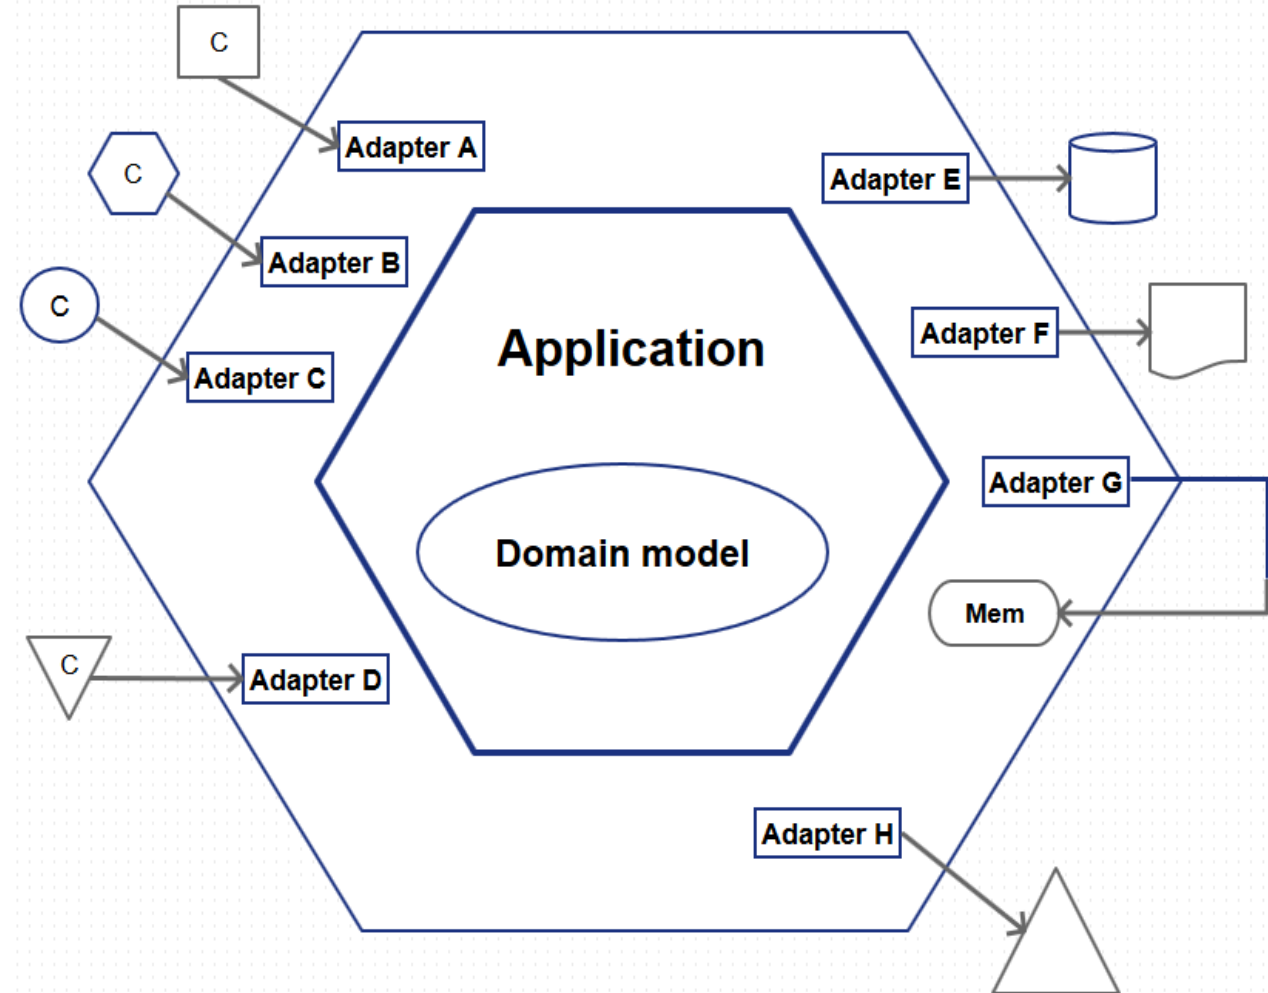 C
Adapter A
C
Adapter E
Adapter B
C
Adapter F
Application
Adapter C
Adapter G
Domain model
Mem
C
Adapter D
Adapter H